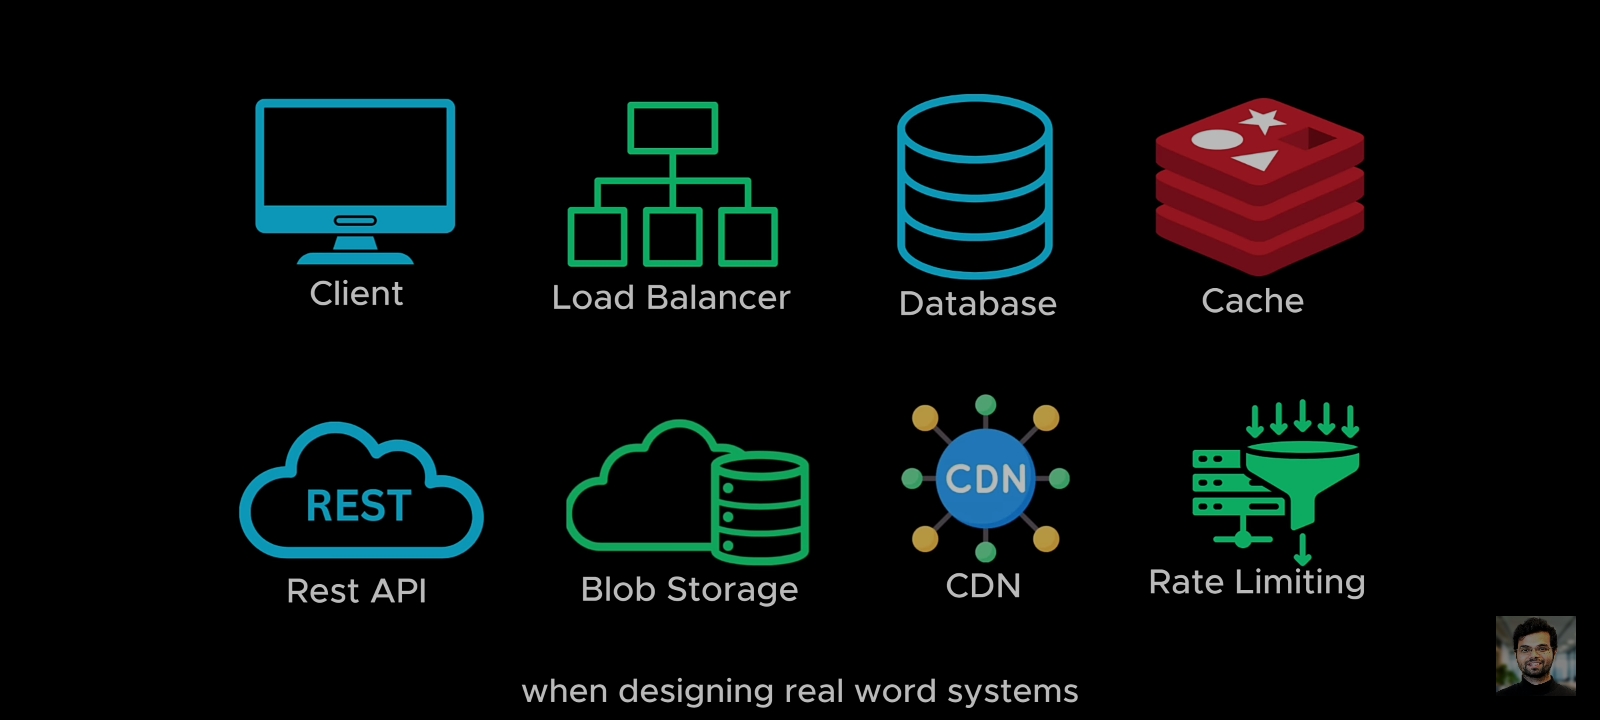 Client
Load Balancer
Database
Cache
REST
CDN
Rest API
Blob Storage
CDN
Rate Limiting
when designing real word systems